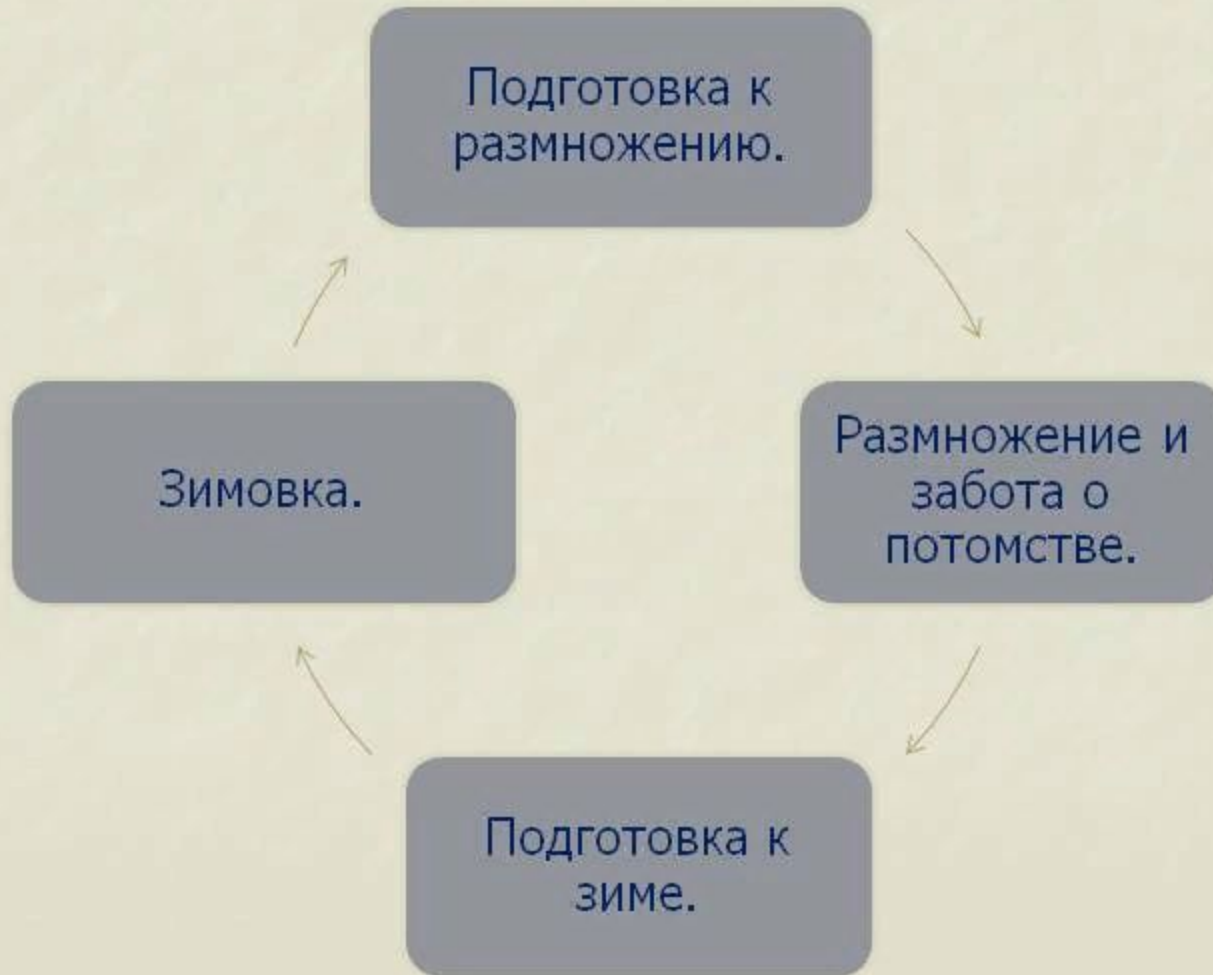 Подготовка к
размножению.
Размножение и
забота о
потомстве.
Подготовка к
зиме.
Зимовка.